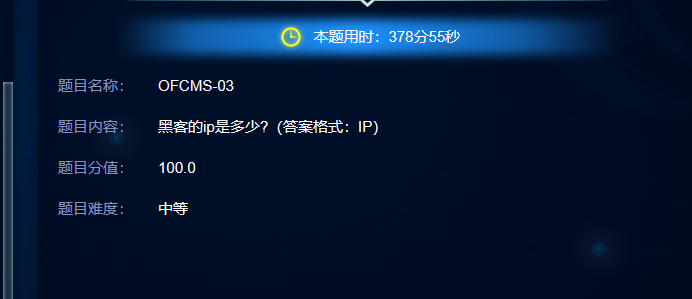 本题用时：378分55秒
题目名称： OFCMS-03
题目内容： 黑客的ip是多少？(答案格式：IP)
题目分值： 100.0
题目难度： 中等